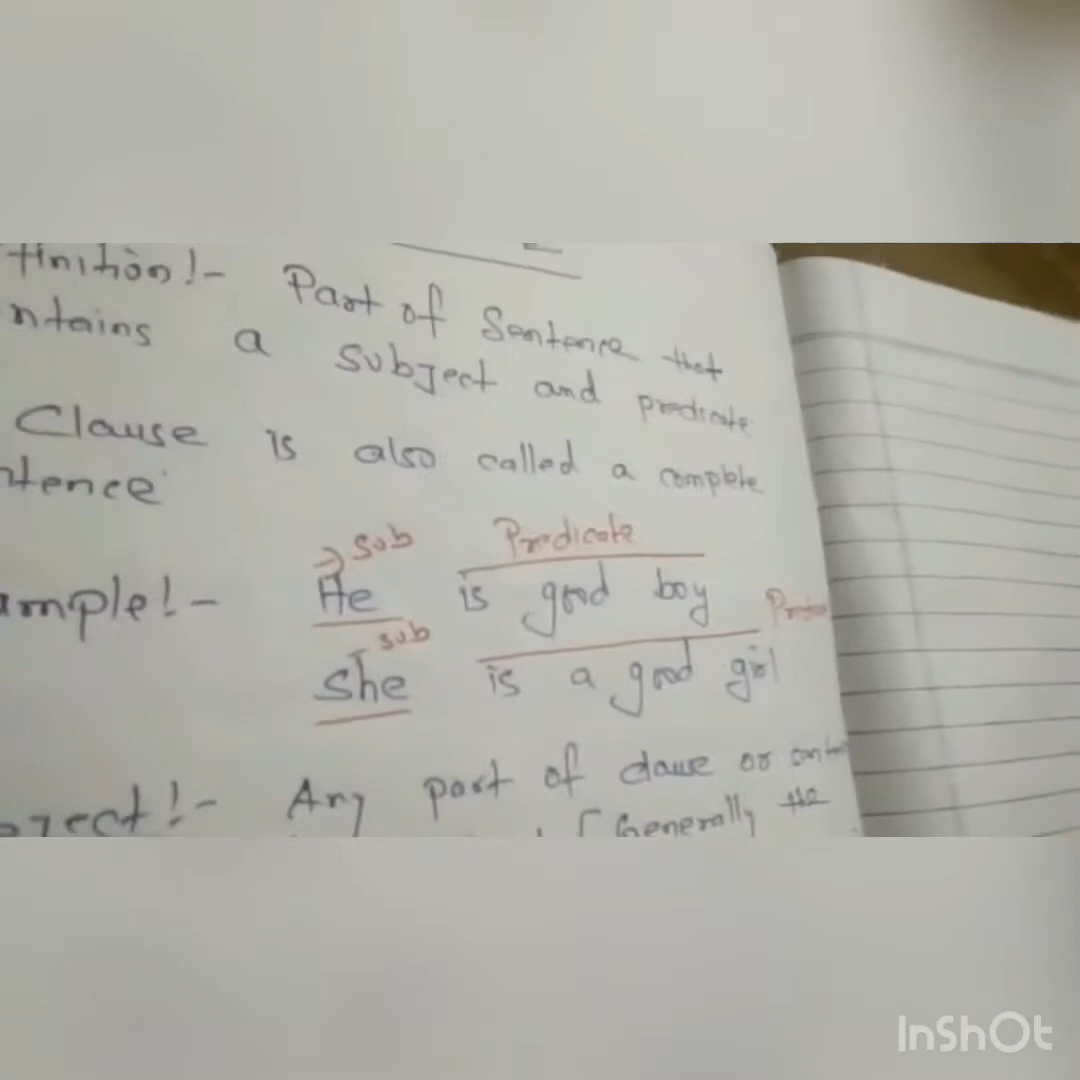 finition!- Part of Sentence that
ntains a subject and predicate
Clause is also called a complete
ntence
sub Predicate
ample!- He is good boy
sub
she is a good girl
bject!- Any part of clause or
Generally the
InShOt